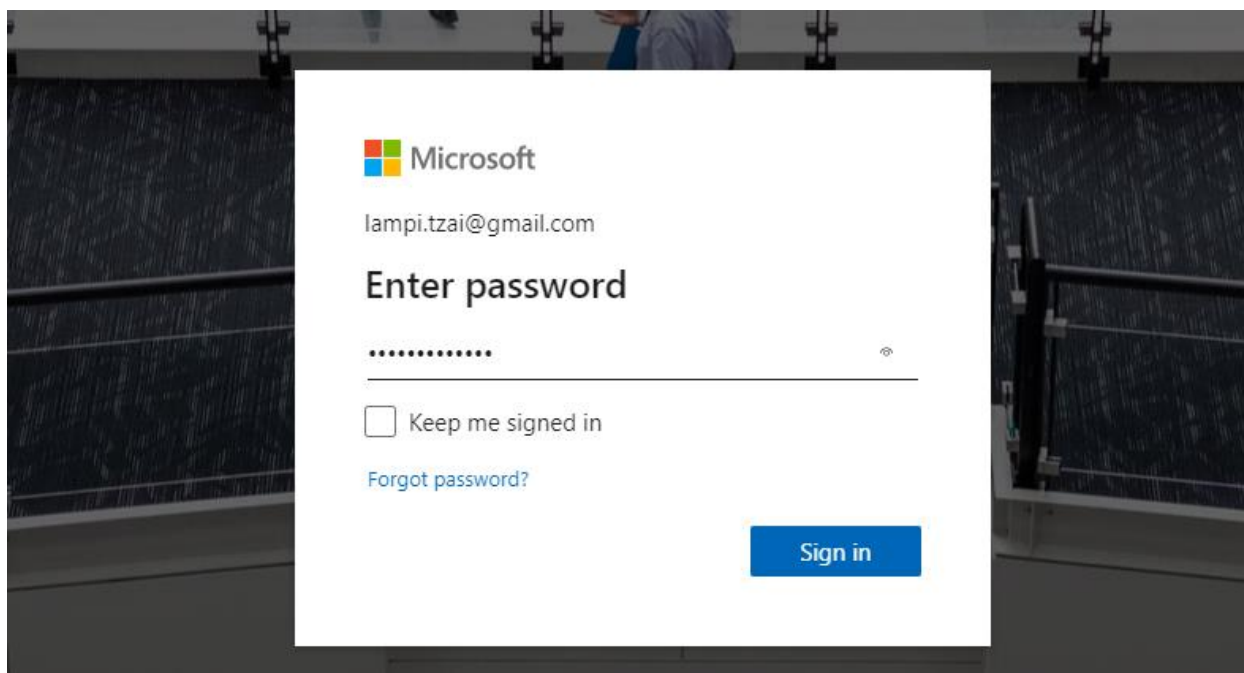 Microsoft
lampi.tzai@gmail.com
Enter password
•••••••••••••
Keep me signed in
Forgot password?
Sign in